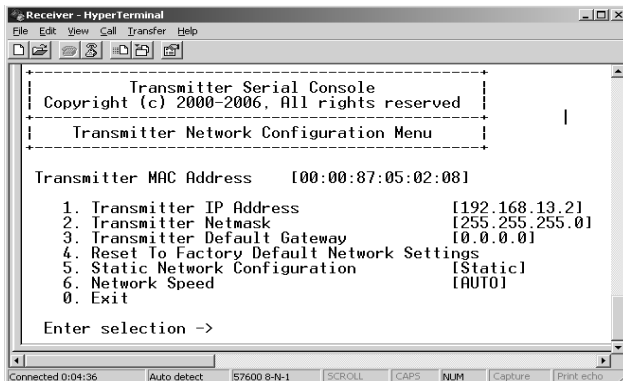 Receiver - HyperTerminal
File Edit View Call Transfer Help
Transmitter Serial Console
Copyright (c) 2000-2006, All rights reserved
Transmitter Network Configuration Menu
Transmitter MAC Address [00:00:87:05:02:08]
1. Transmitter IP Address [192.168.13.2]
2. Transmitter Netmask [255.255.255.0]
3. Transmitter Default Gateway [0.0.0.0]
4. Reset To Factory Default Network Settings
5. Static Network Configuration [Static]
6. Network Speed [AUTO]
0. Exit
Enter selection ->
Connected 0:04:36 Auto detect 57600 8-N-1 SCROLL CAPS NUM Capture Print echo